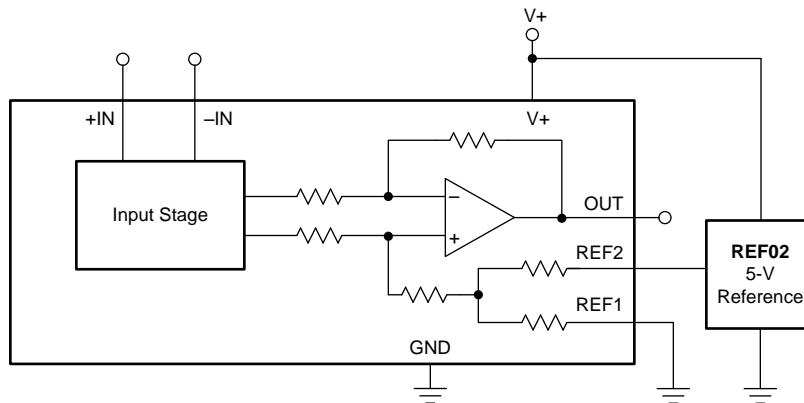 V+
+IN
–IN
V+
Input Stage
–
+
OUT
REF2
REF1
GND
REF02
5-V
Reference